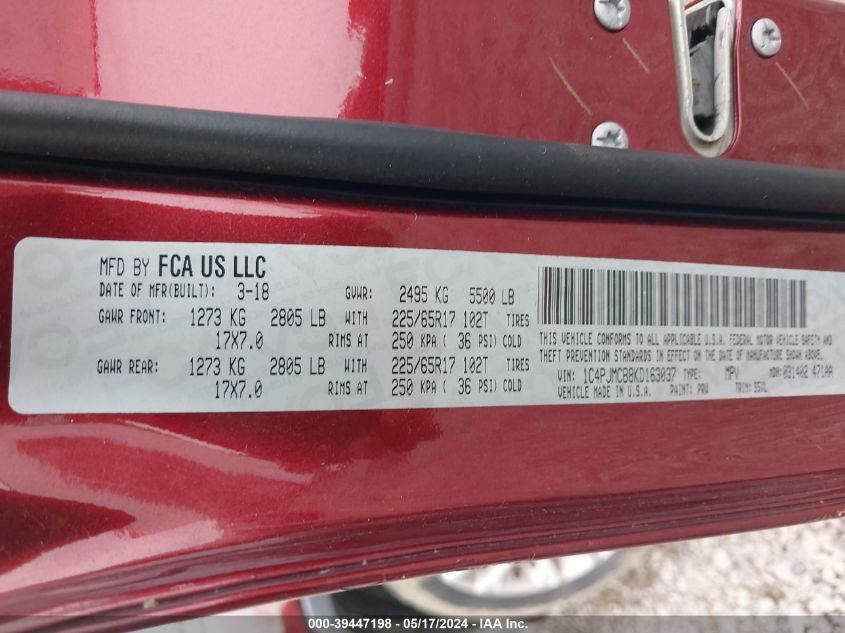 MFD BY FCA US LLC
DATE OF MFR(BUILT): 3-18 GVWR: 2495 KG 5500 LB
GAWR FRONT: 1273 KG 2805 LB WITH 225/65R17 102T TIRES
17X7.0 RIMS AT 250 KPA ( 36 PSI) COLD
GAWR REAR: 1273 KG 2805 LB WITH 225/65R17 102T TIRES
17X7.0 RIMS AT 250 KPA ( 36 PSI) COLD
THIS VEHICLE CONFORMS TO ALL APPLICABLE U.S.A. FEDERAL MOTOR VEHICLE SAFETY AND
THEFT PREVENTION STANDARDS IN EFFECT ON THE DATE OF MANUFACTURE SHOWN ABOVE.
VIN: 1C4PJMCB8KD163037 TYPE: MPV MDH: 031402 471AA
VEHICLE MADE IN U.S.A. PAINT: PRV TRIM: 55XL
000-39447198 - 05/17/2024 - IAA Inc.